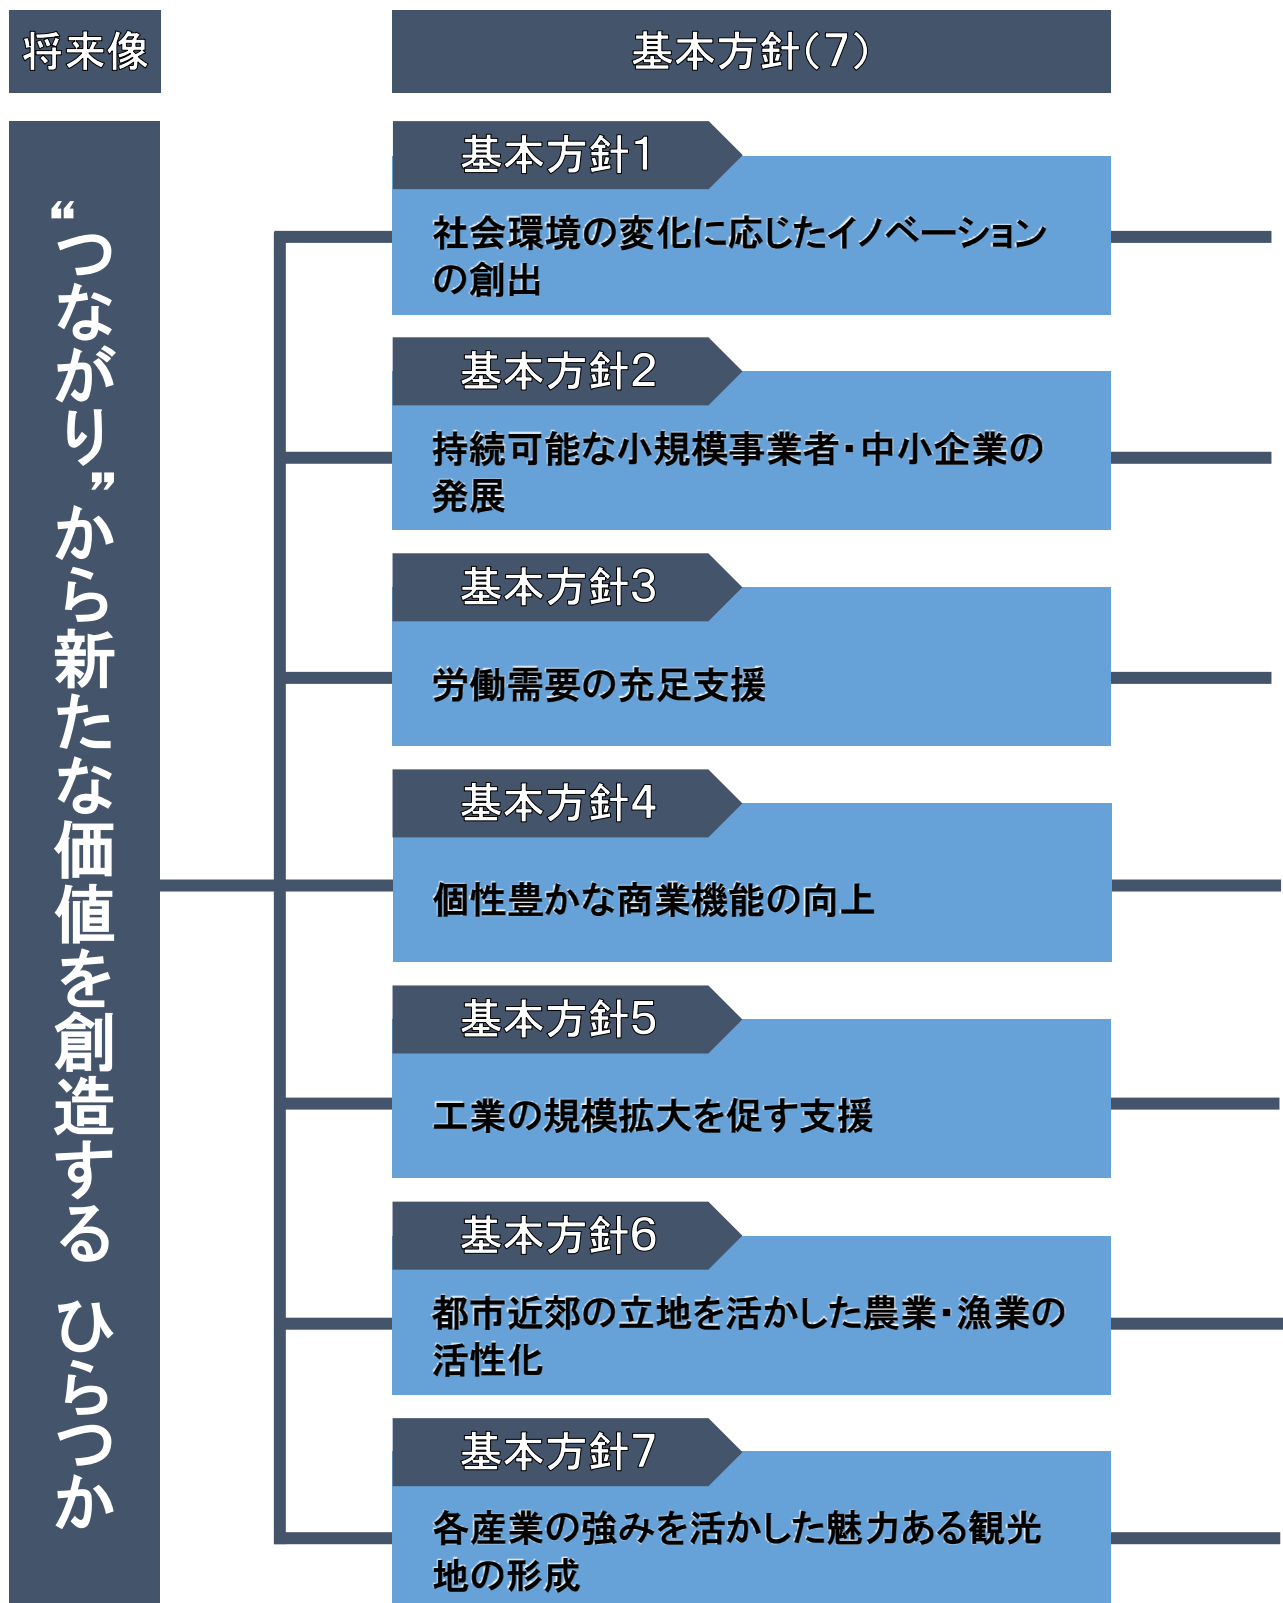 将来像
基本方針(7)
“つながり”から新たな価値を創造する ひらつか
基本方針1
社会環境の変化に応じたイノベーション
の創出
基本方針2
持続可能な小規模事業者・中小企業の
発展
基本方針3
労働需要の充足支援
基本方針4
個性豊かな商業機能の向上
基本方針5
工業の規模拡大を促す支援
基本方針6
都市近郊の立地を活かした農業・漁業の
活性化
基本方針7
各産業の強みを活かした魅力ある観光
地の形成